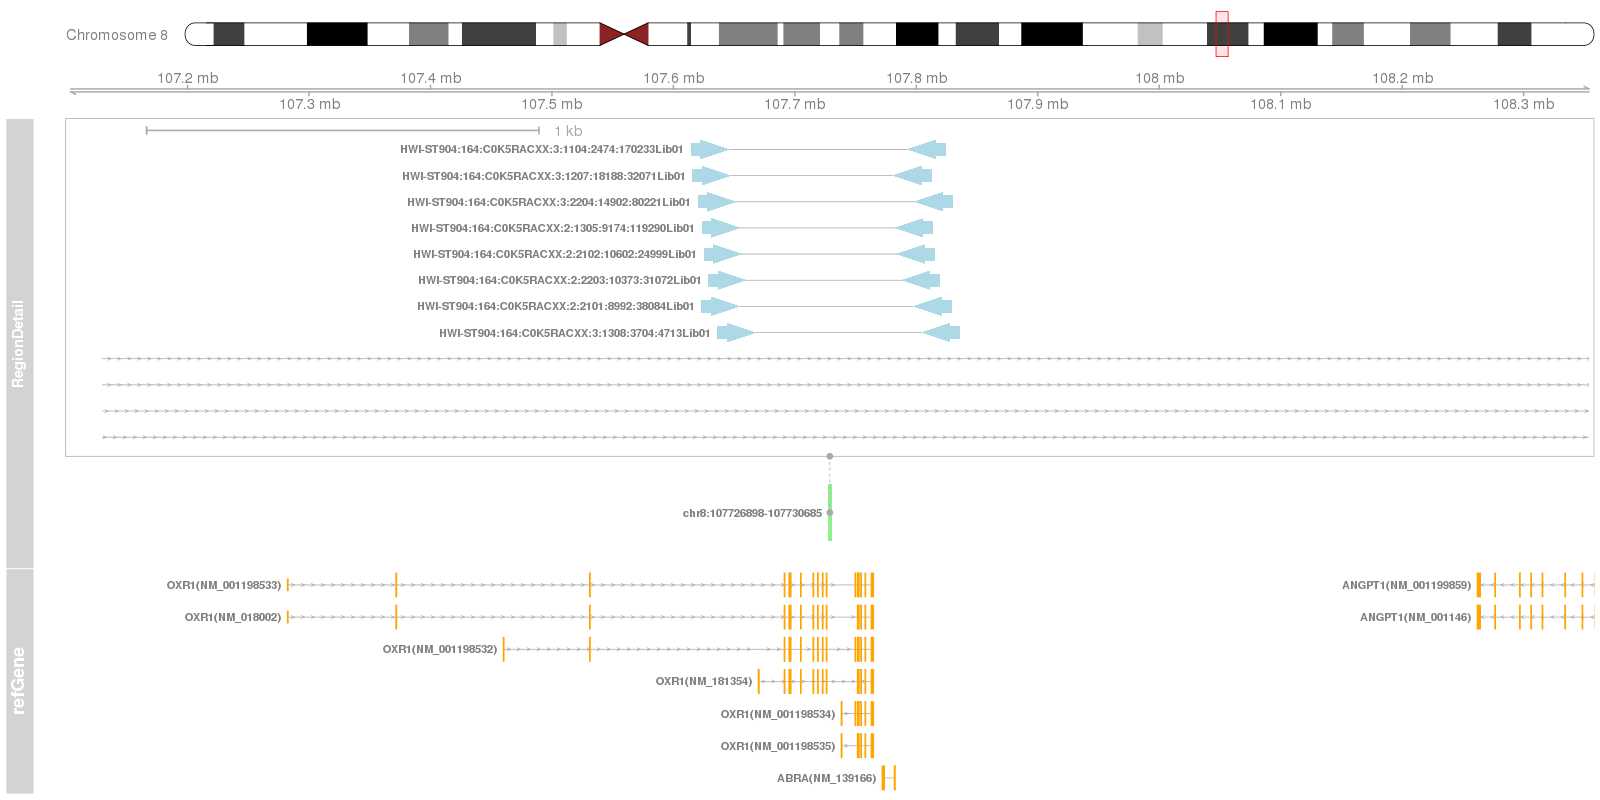 Chromosome 8
107.2 mb 107.4 mb 107.6 mb 107.8 mb 108 mb 108.2 mb
107.3 mb 107.5 mb 107.7 mb 107.9 mb 108.1 mb 108.3 mb
RegionDetail
1 kb
HWI-ST904:164:C0K5RACXX:3:1104:2474:170233Lib01
HWI-ST904:164:C0K5RACXX:3:1207:18188:32071Lib01
HWI-ST904:164:C0K5RACXX:3:2204:14902:80221Lib01
HWI-ST904:164:C0K5RACXX:2:1305:9174:119290Lib01
HWI-ST904:164:C0K5RACXX:2:2102:10602:24999Lib01
HWI-ST904:164:C0K5RACXX:2:2203:10373:31072Lib01
HWI-ST904:164:C0K5RACXX:2:2101:8992:38084Lib01
HWI-ST904:164:C0K5RACXX:3:1308:3704:4713Lib01
chr8:107726898-107730685
refGene
OXR1(NM_001198533) ANGPT1(NM_001199859)
OXR1(NM_018002) ANGPT1(NM_001146)
OXR1(NM_001198532)
OXR1(NM_181354)
OXR1(NM_001198534)
OXR1(NM_001198535)
ABRA(NM_139166)